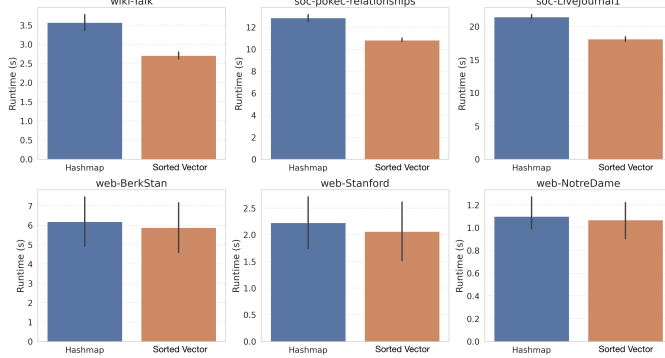 wiki-Talk
soc-pokec-relationships
soc-LiveJournal1
Runtime (s)
3.5
3.0
2.5
2.0
1.5
1.0
0.5
0.0
Hashmap
Sorted Vector
Runtime (s)
12
10
8
6
4
2
0
Hashmap
Sorted Vector
Runtime (s)
20
15
10
5
0
Hashmap
Sorted Vector
web-BerkStan
web-Stanford
web-NotreDame
Runtime (s)
7
6
5
4
3
2
1
0
Hashmap
Sorted Vector
Runtime (s)
2.5
2.0
1.5
1.0
0.5
0.0
Hashmap
Sorted Vector
Runtime (s)
1.2
1.0
0.8
0.6
0.4
0.2
0.0
Hashmap
Sorted Vector